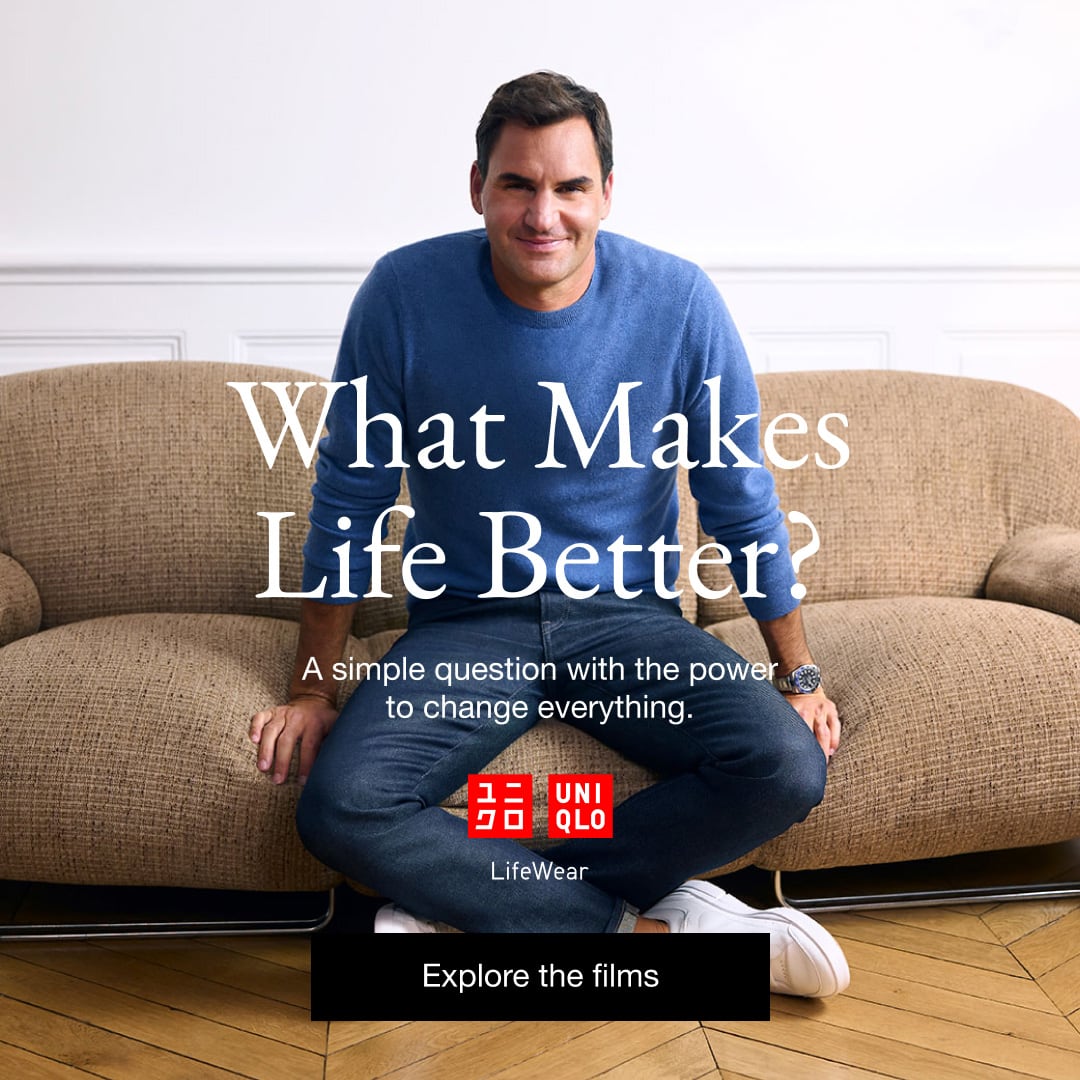 What Makes
Life Better?
A simple question with the power
to change everything.
ユニ UNI
クロ QLO
LifeWear
Explore the films